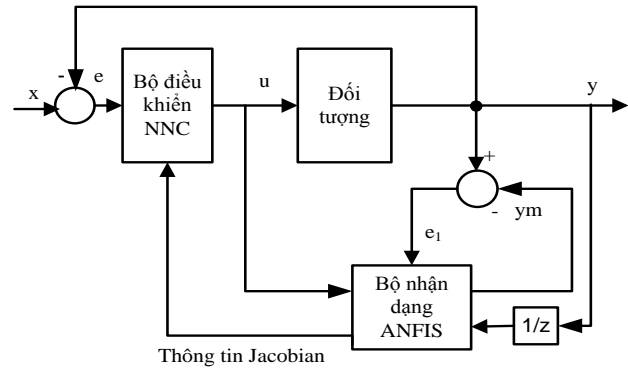 -
e
x
Bộ điều
khiển
NNC
u
Đối
tượng
y
+
-
ym
e₁
Bộ nhận
dạng
ANFIS
1/z
Thông tin Jacobian